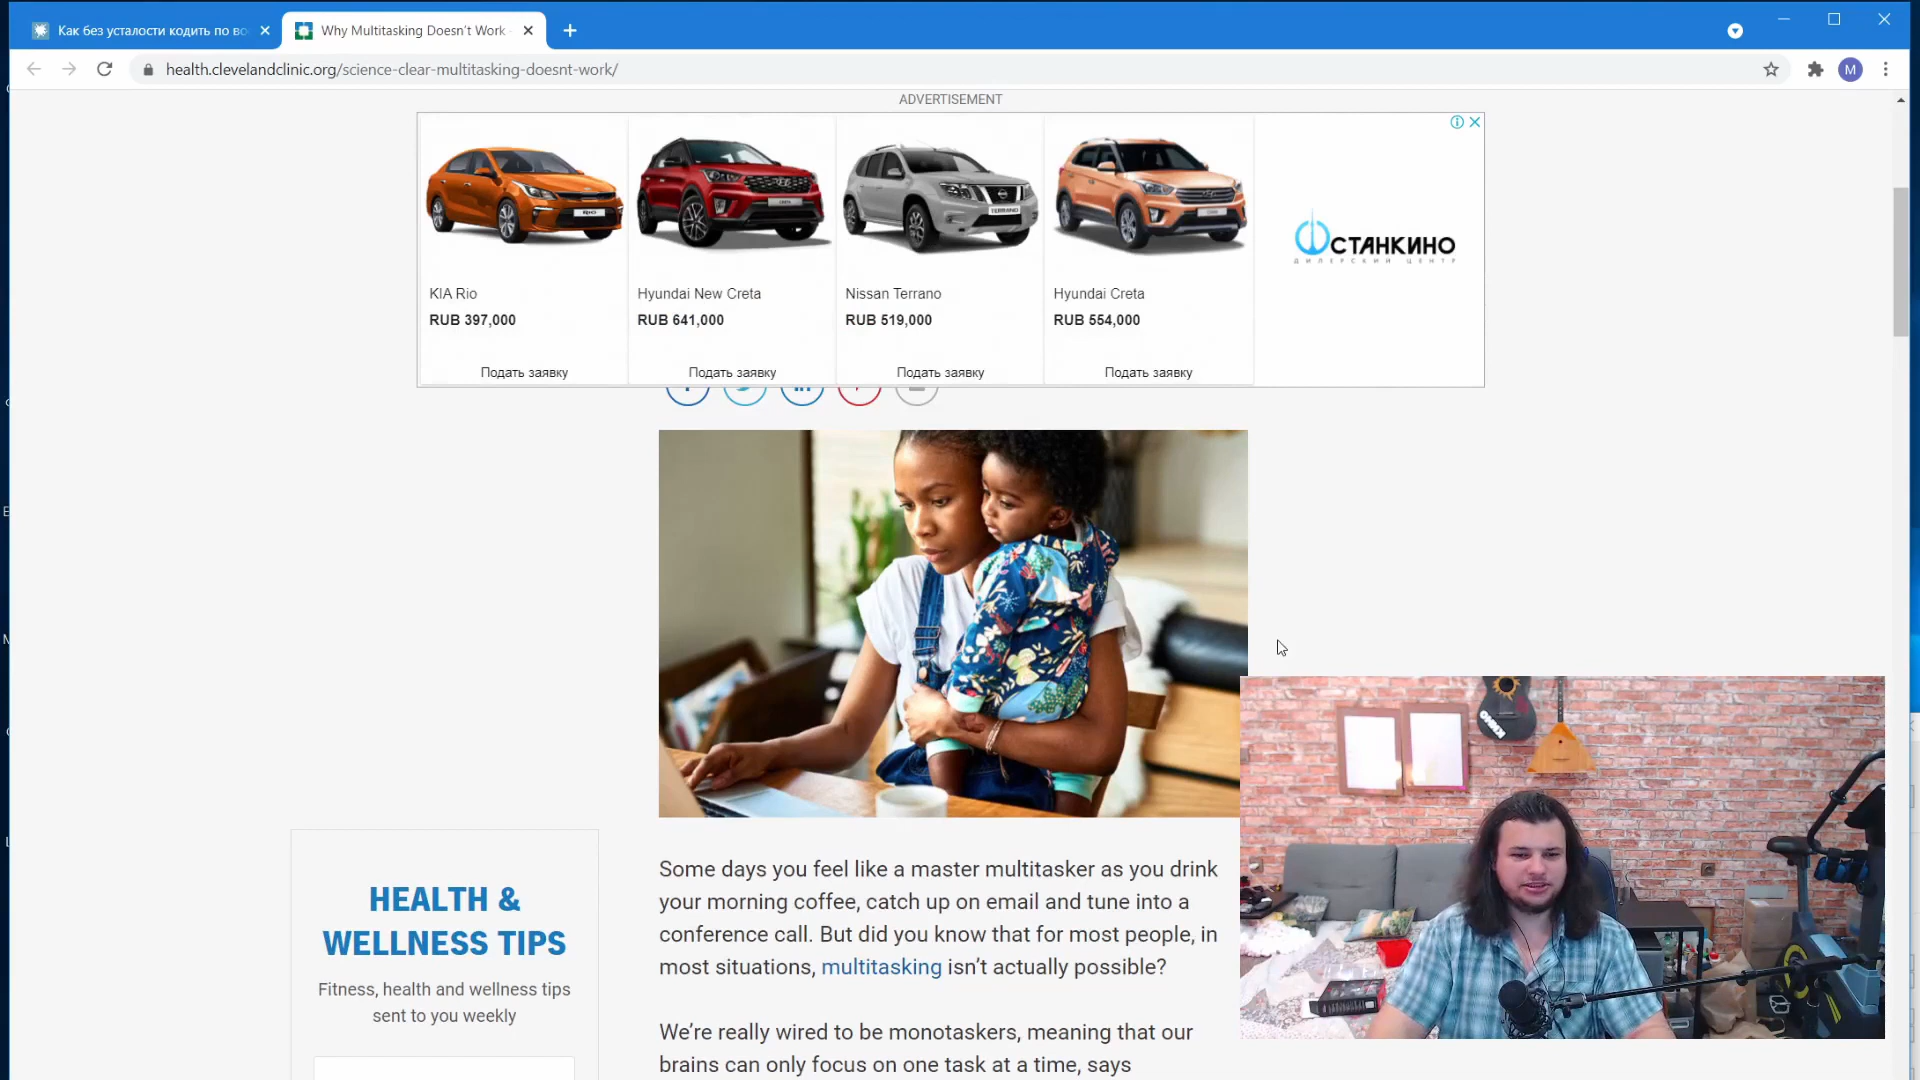 Как без усталости кодить по во
Why Multitasking Doesn't Work
health.clevelandclinic.org/science-clear-multitasking-doesnt-work/
M
ADVERTISEMENT
KIA Rio
RUB 397,000
Подать заявку
Hyundai New Creta
RUB 641,000
Подать заявку
Nissan Terrano
RUB 519,000
Подать заявку
Hyundai Creta
RUB 554,000
Подать заявку
TERRANO
ОСТАНКИНО
ДИЛЕРСКИЙ ЦЕНТР
HEALTH &
WELLNESS TIPS
Fitness, health and wellness tips
sent to you weekly
Some days you feel like a master multitasker as you drink
your morning coffee, catch up on email and tune into a
conference call. But did you know that for most people, in
most situations, multitasking isn't actually possible?
We're really wired to be monotaskers, meaning that our
brains can only focus on one task at a time, says